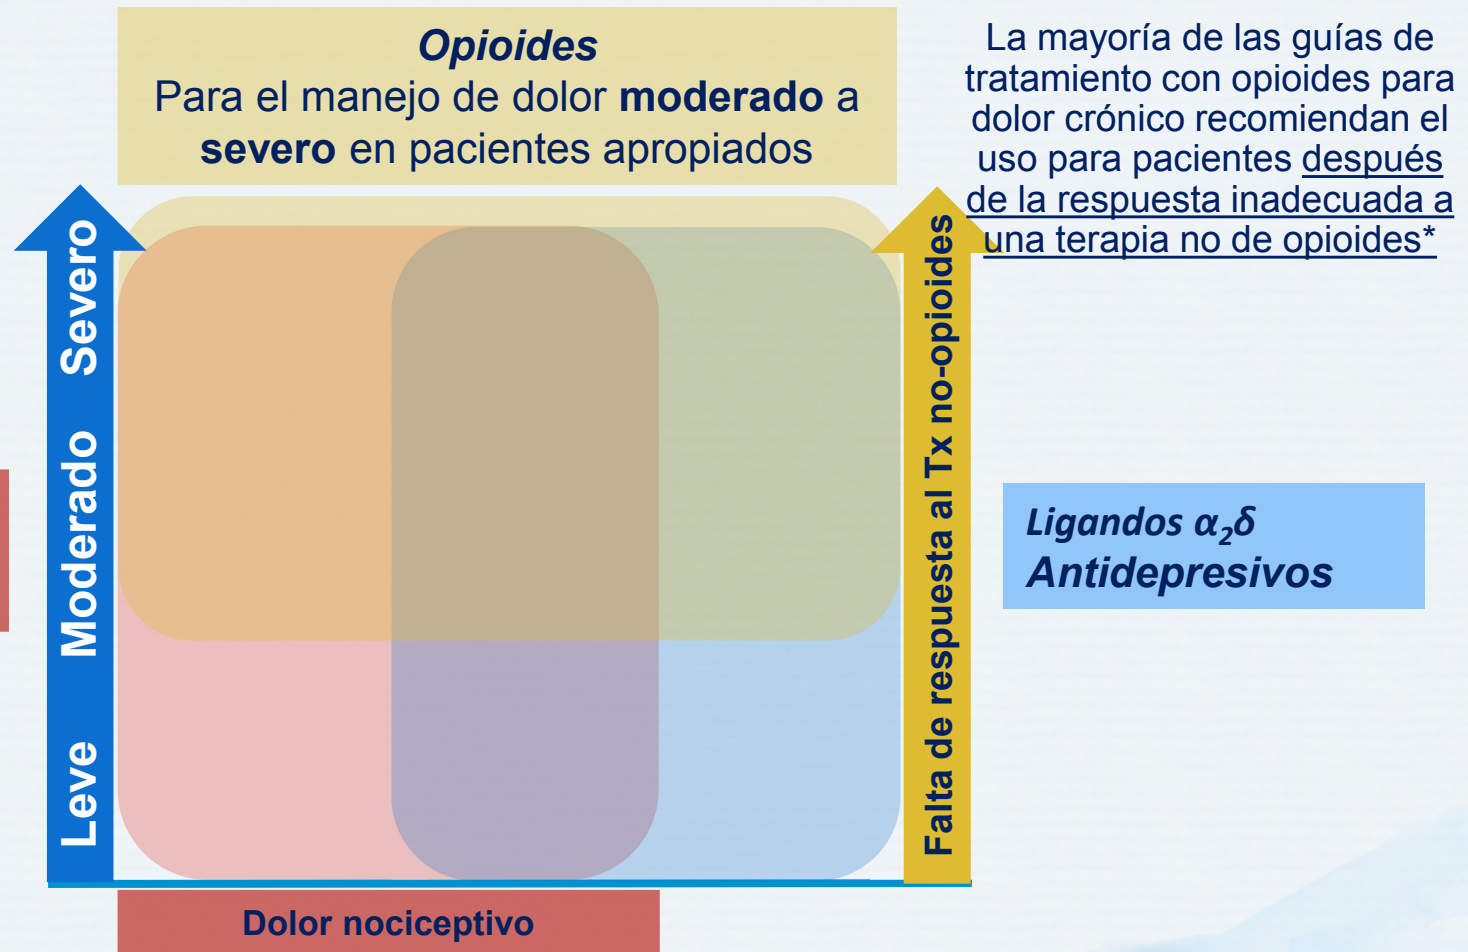 Opioides
Para el manejo de dolor moderado a
severo en pacientes apropiados
La mayoría de las guías de
tratamiento con opioides para
dolor crónico recomiendan el
uso para pacientes después
de la respuesta inadecuada a
una terapia no de opioides*
Leve Moderado Severo
Falta de respuesta al Tx no-opioides
Ligandos α₂δ
Antidepresivos
Dolor nociceptivo